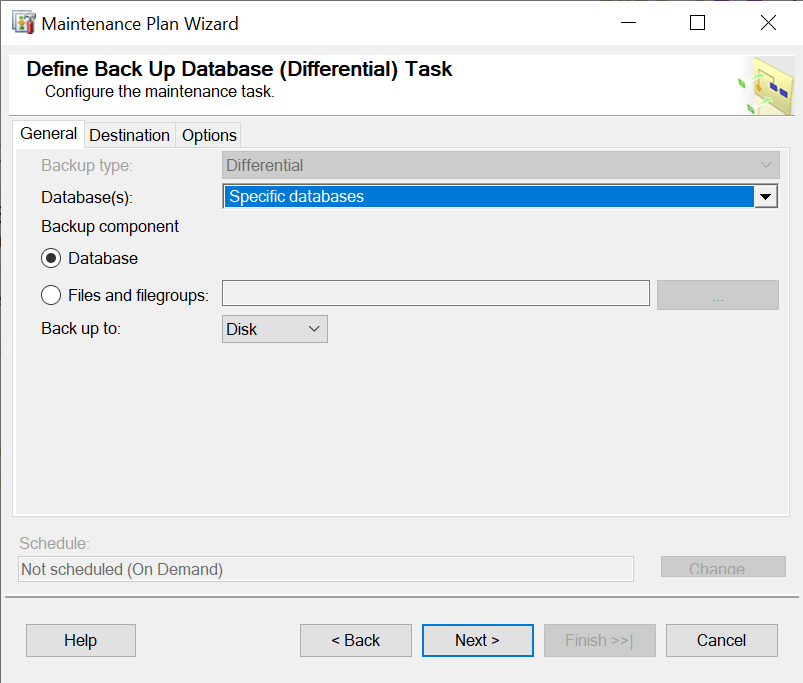 Maintenance Plan Wizard
Define Back Up Database (Differential) Task
Configure the maintenance task.
General Destination Options
Backup type: Differential
Database(s): Specific databases
Backup component
Database
Files and filegroups: ...
Back up to: Disk
Schedule:
Not scheduled (On Demand) Change
Help < Back Next > Finish >>| Cancel